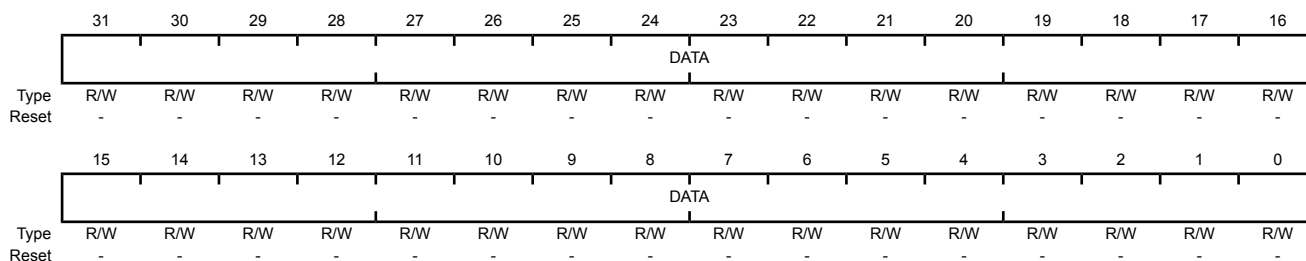 31 30 29 28 27 26 25 24 23 22 21 20 19 18 17 16
DATA
Type R/W R/W R/W R/W R/W R/W R/W R/W R/W R/W R/W R/W R/W R/W R/W R/W
Reset - - - - - - - - - - - - - - - -
15 14 13 12 11 10 9 8 7 6 5 4 3 2 1 0
DATA
Type R/W R/W R/W R/W R/W R/W R/W R/W R/W R/W R/W R/W R/W R/W R/W R/W
Reset - - - - - - - - - - - - - - - -